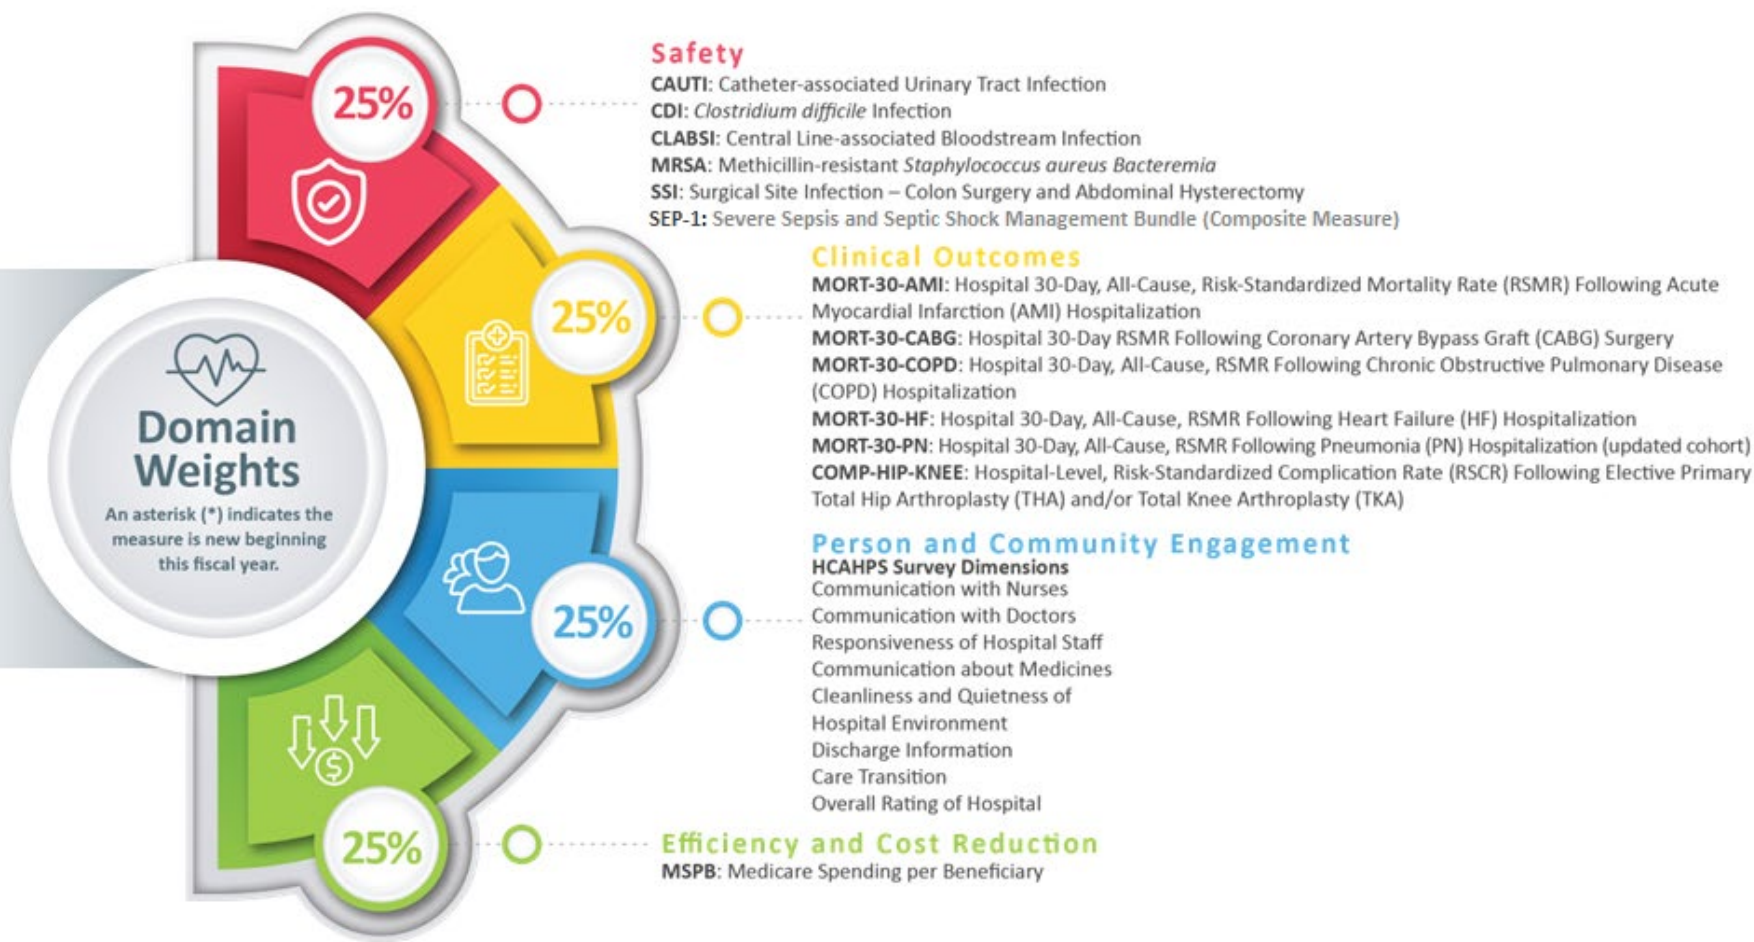 Domain
Weights
An asterisk (*) indicates the
measure is new beginning
this fiscal year.
25%
Safety
CAUTI: Catheter-associated Urinary Tract Infection
CDI: Clostridium difficile Infection
CLABSI: Central Line-associated Bloodstream Infection
MRSA: Methicillin-resistant Staphylococcus aureus Bacteremia
SSI: Surgical Site Infection – Colon Surgery and Abdominal Hysterectomy
SEP-1: Severe Sepsis and Septic Shock Management Bundle (Composite Measure)
25%
Clinical Outcomes
MORT-30-AMI: Hospital 30-Day, All-Cause, Risk-Standardized Mortality Rate (RSMR) Following Acute
Myocardial Infarction (AMI) Hospitalization
MORT-30-CABG: Hospital 30-Day RSMR Following Coronary Artery Bypass Graft (CABG) Surgery
MORT-30-COPD: Hospital 30-Day, All-Cause, RSMR Following Chronic Obstructive Pulmonary Disease
(COPD) Hospitalization
MORT-30-HF: Hospital 30-Day, All-Cause, RSMR Following Heart Failure (HF) Hospitalization
MORT-30-PN: Hospital 30-Day, All-Cause, RSMR Following Pneumonia (PN) Hospitalization (updated cohort)
COMP-HIP-KNEE: Hospital-Level, Risk-Standardized Complication Rate (RSCR) Following Elective Primary
Total Hip Arthroplasty (THA) and/or Total Knee Arthroplasty (TKA)
25%
Person and Community Engagement
HCAHPS Survey Dimensions
Communication with Nurses
Communication with Doctors
Responsiveness of Hospital Staff
Communication about Medicines
Cleanliness and Quietness of
Hospital Environment
Discharge Information
Care Transition
Overall Rating of Hospital
25%
Efficiency and Cost Reduction
MSPB: Medicare Spending per Beneficiary
$